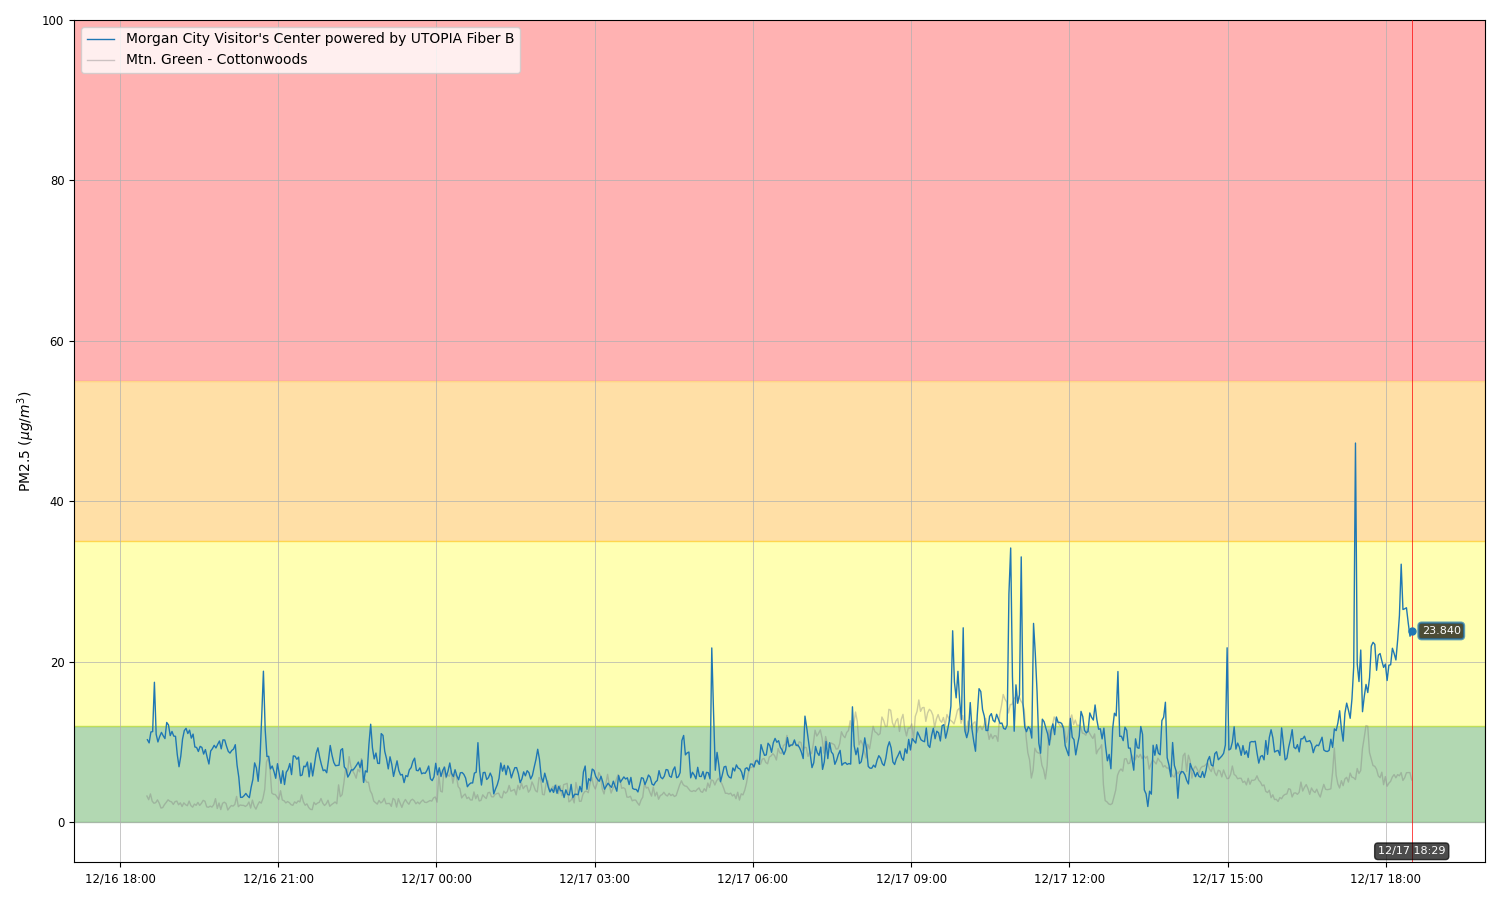 100
80
60
40
20
0
PM2.5 (μg/m³)
Morgan City Visitor's Center powered by UTOPIA Fiber B
Mtn. Green - Cottonwoods
23.840
12/17 18:29
12/16 18:00 12/16 21:00 12/17 00:00 12/17 03:00 12/17 06:00 12/17 09:00 12/17 12:00 12/17 15:00 12/17 18:00